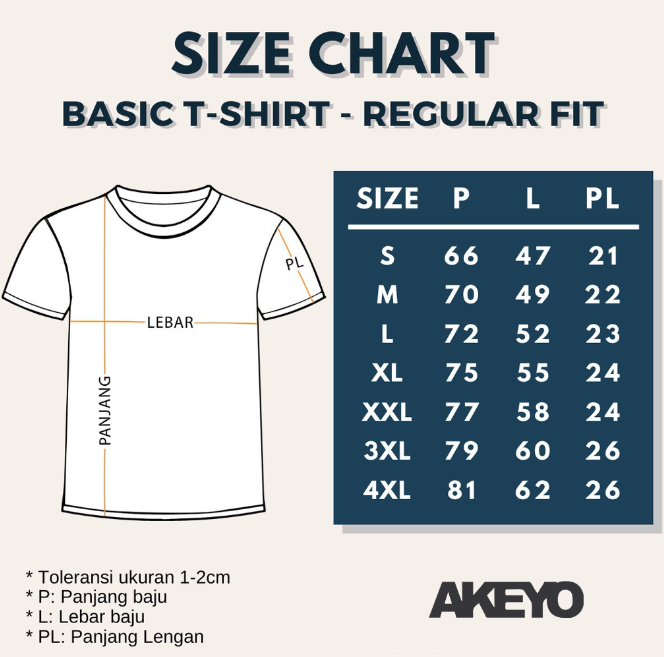 SIZE CHART
BASIC T-SHIRT - REGULAR FIT
SIZE P L PL
S 66 47 21
M 70 49 22
L 72 52 23
XL 75 55 24
XXL 77 58 24
3XL 79 60 26
4XL 81 62 26
PL
LEBAR
PANJANG
* Toleransi ukuran 1-2cm
* P: Panjang baju
* L: Lebar baju
* PL: Panjang Lengan
AKEYO